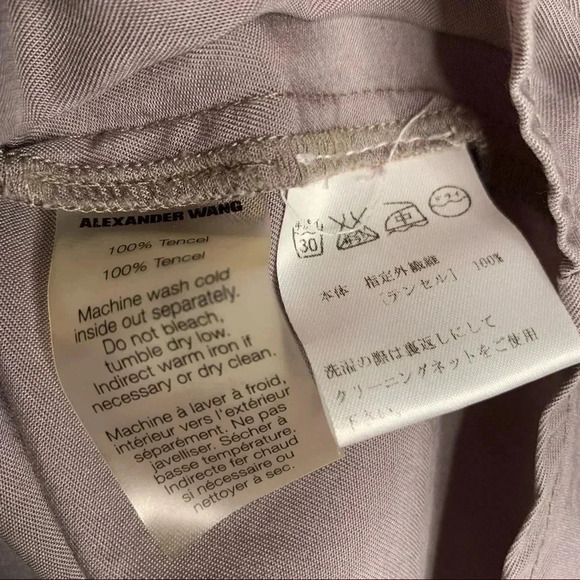 ALEXANDER WANG
100% Tencel
100% Tencel
Machine wash cold
inside out separately.
Do not bleach,
tumble dry low.
Indirect warm iron if
necessary or dry clean.
Machine à laver à froid,
intérieur vers l'extérieur
séparément. Ne pas
javelliser. Sécher à
basse température.
Indirecte fer chaud
si nécessaire ou
nettoyer à sec.
30
中
本体 指定外繊維
(テンセル) 100%
洗濯の際は裏返しにして
クリーニングネットをご使用
下さい。